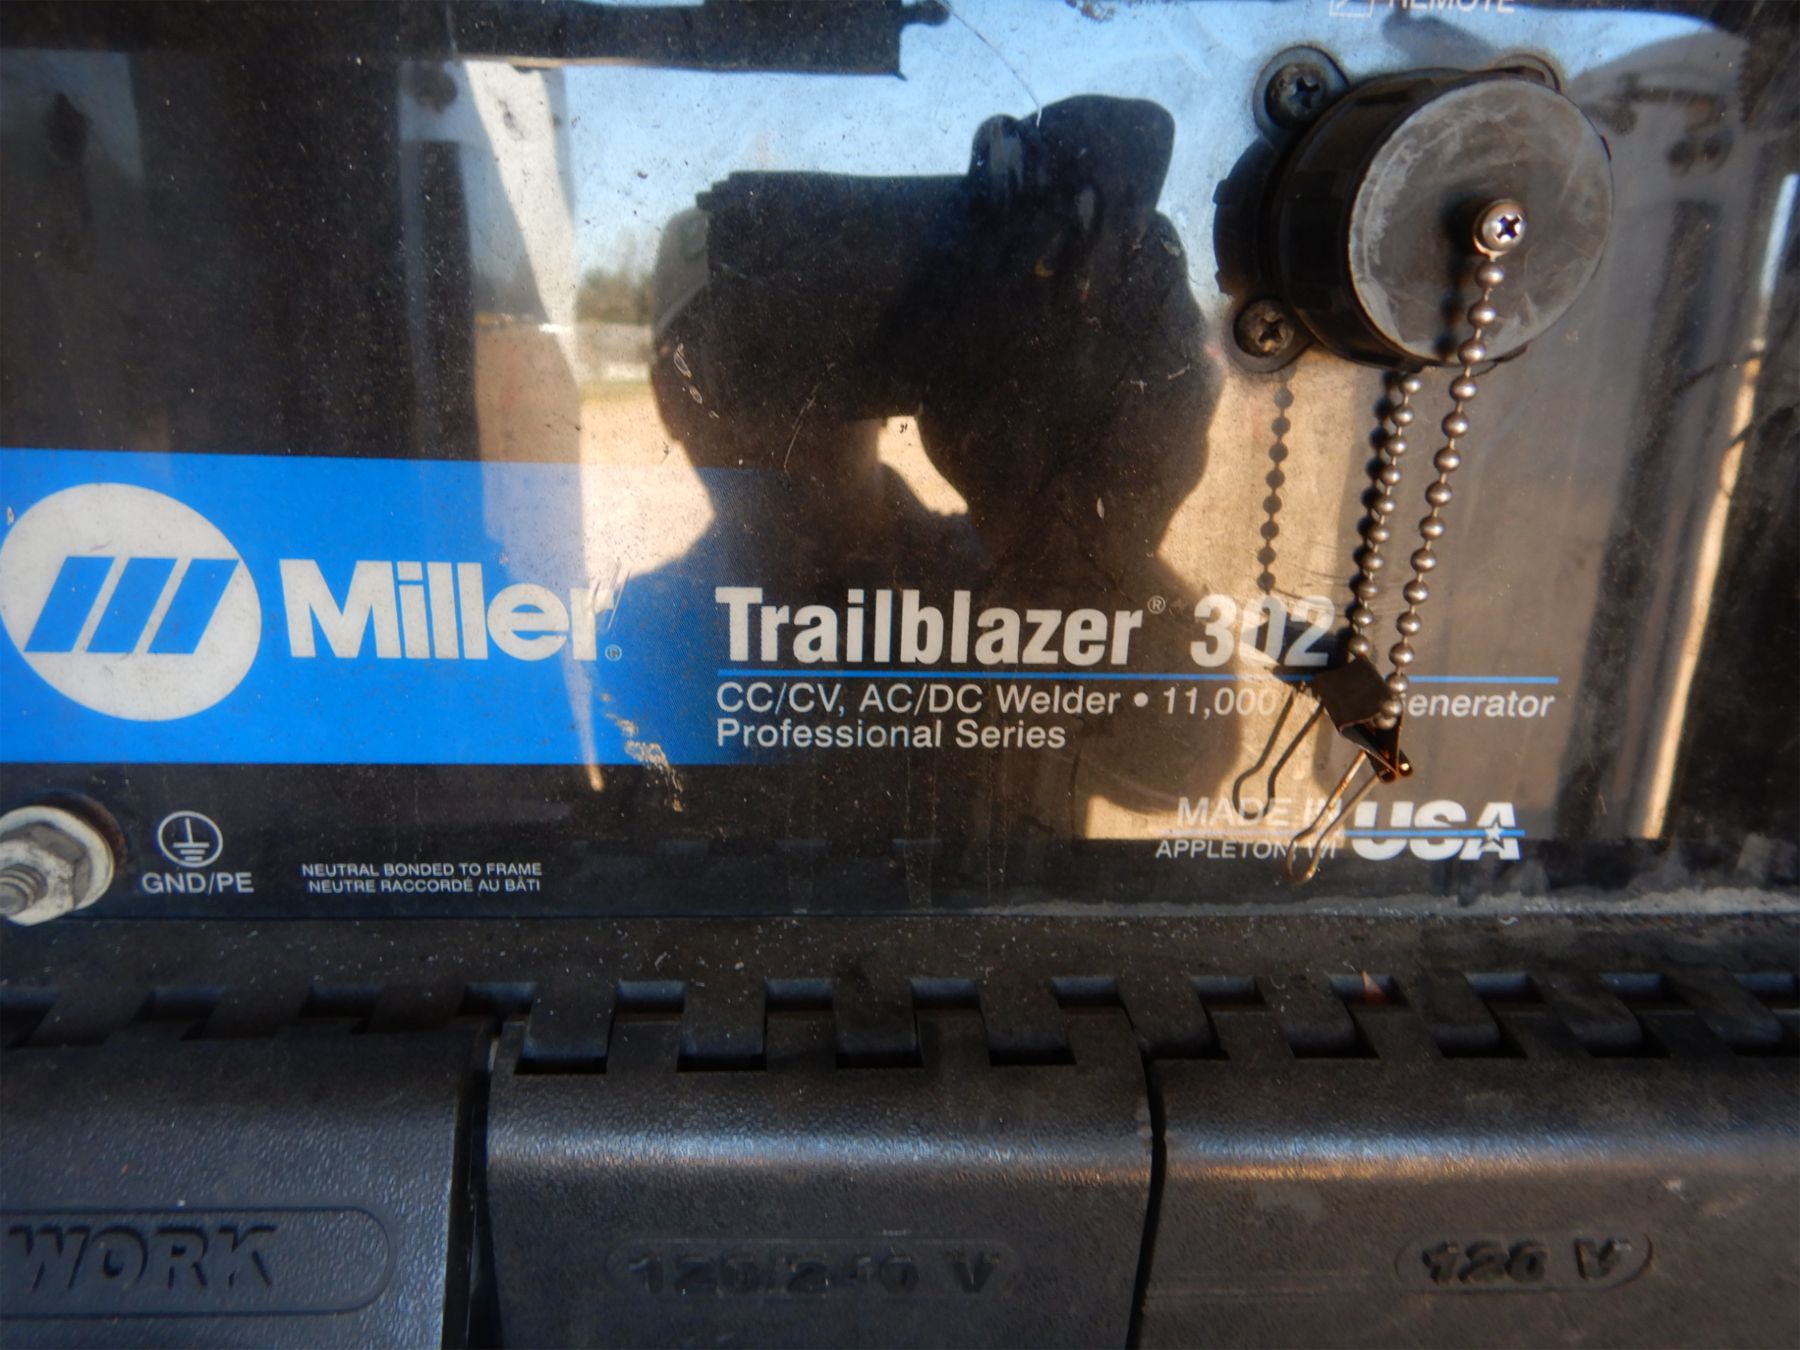 REMOTE
Miller®
Trailblazer® 302
CC/CV, AC/DC Welder • 11,000
Professional Series
MADE IN USA
APPLETON, WI
GND/PE
NEUTRAL BONDED TO FRAME
NEUTRE RACCORDÉ AU BÂTI
WORK
120/240 V
120 V